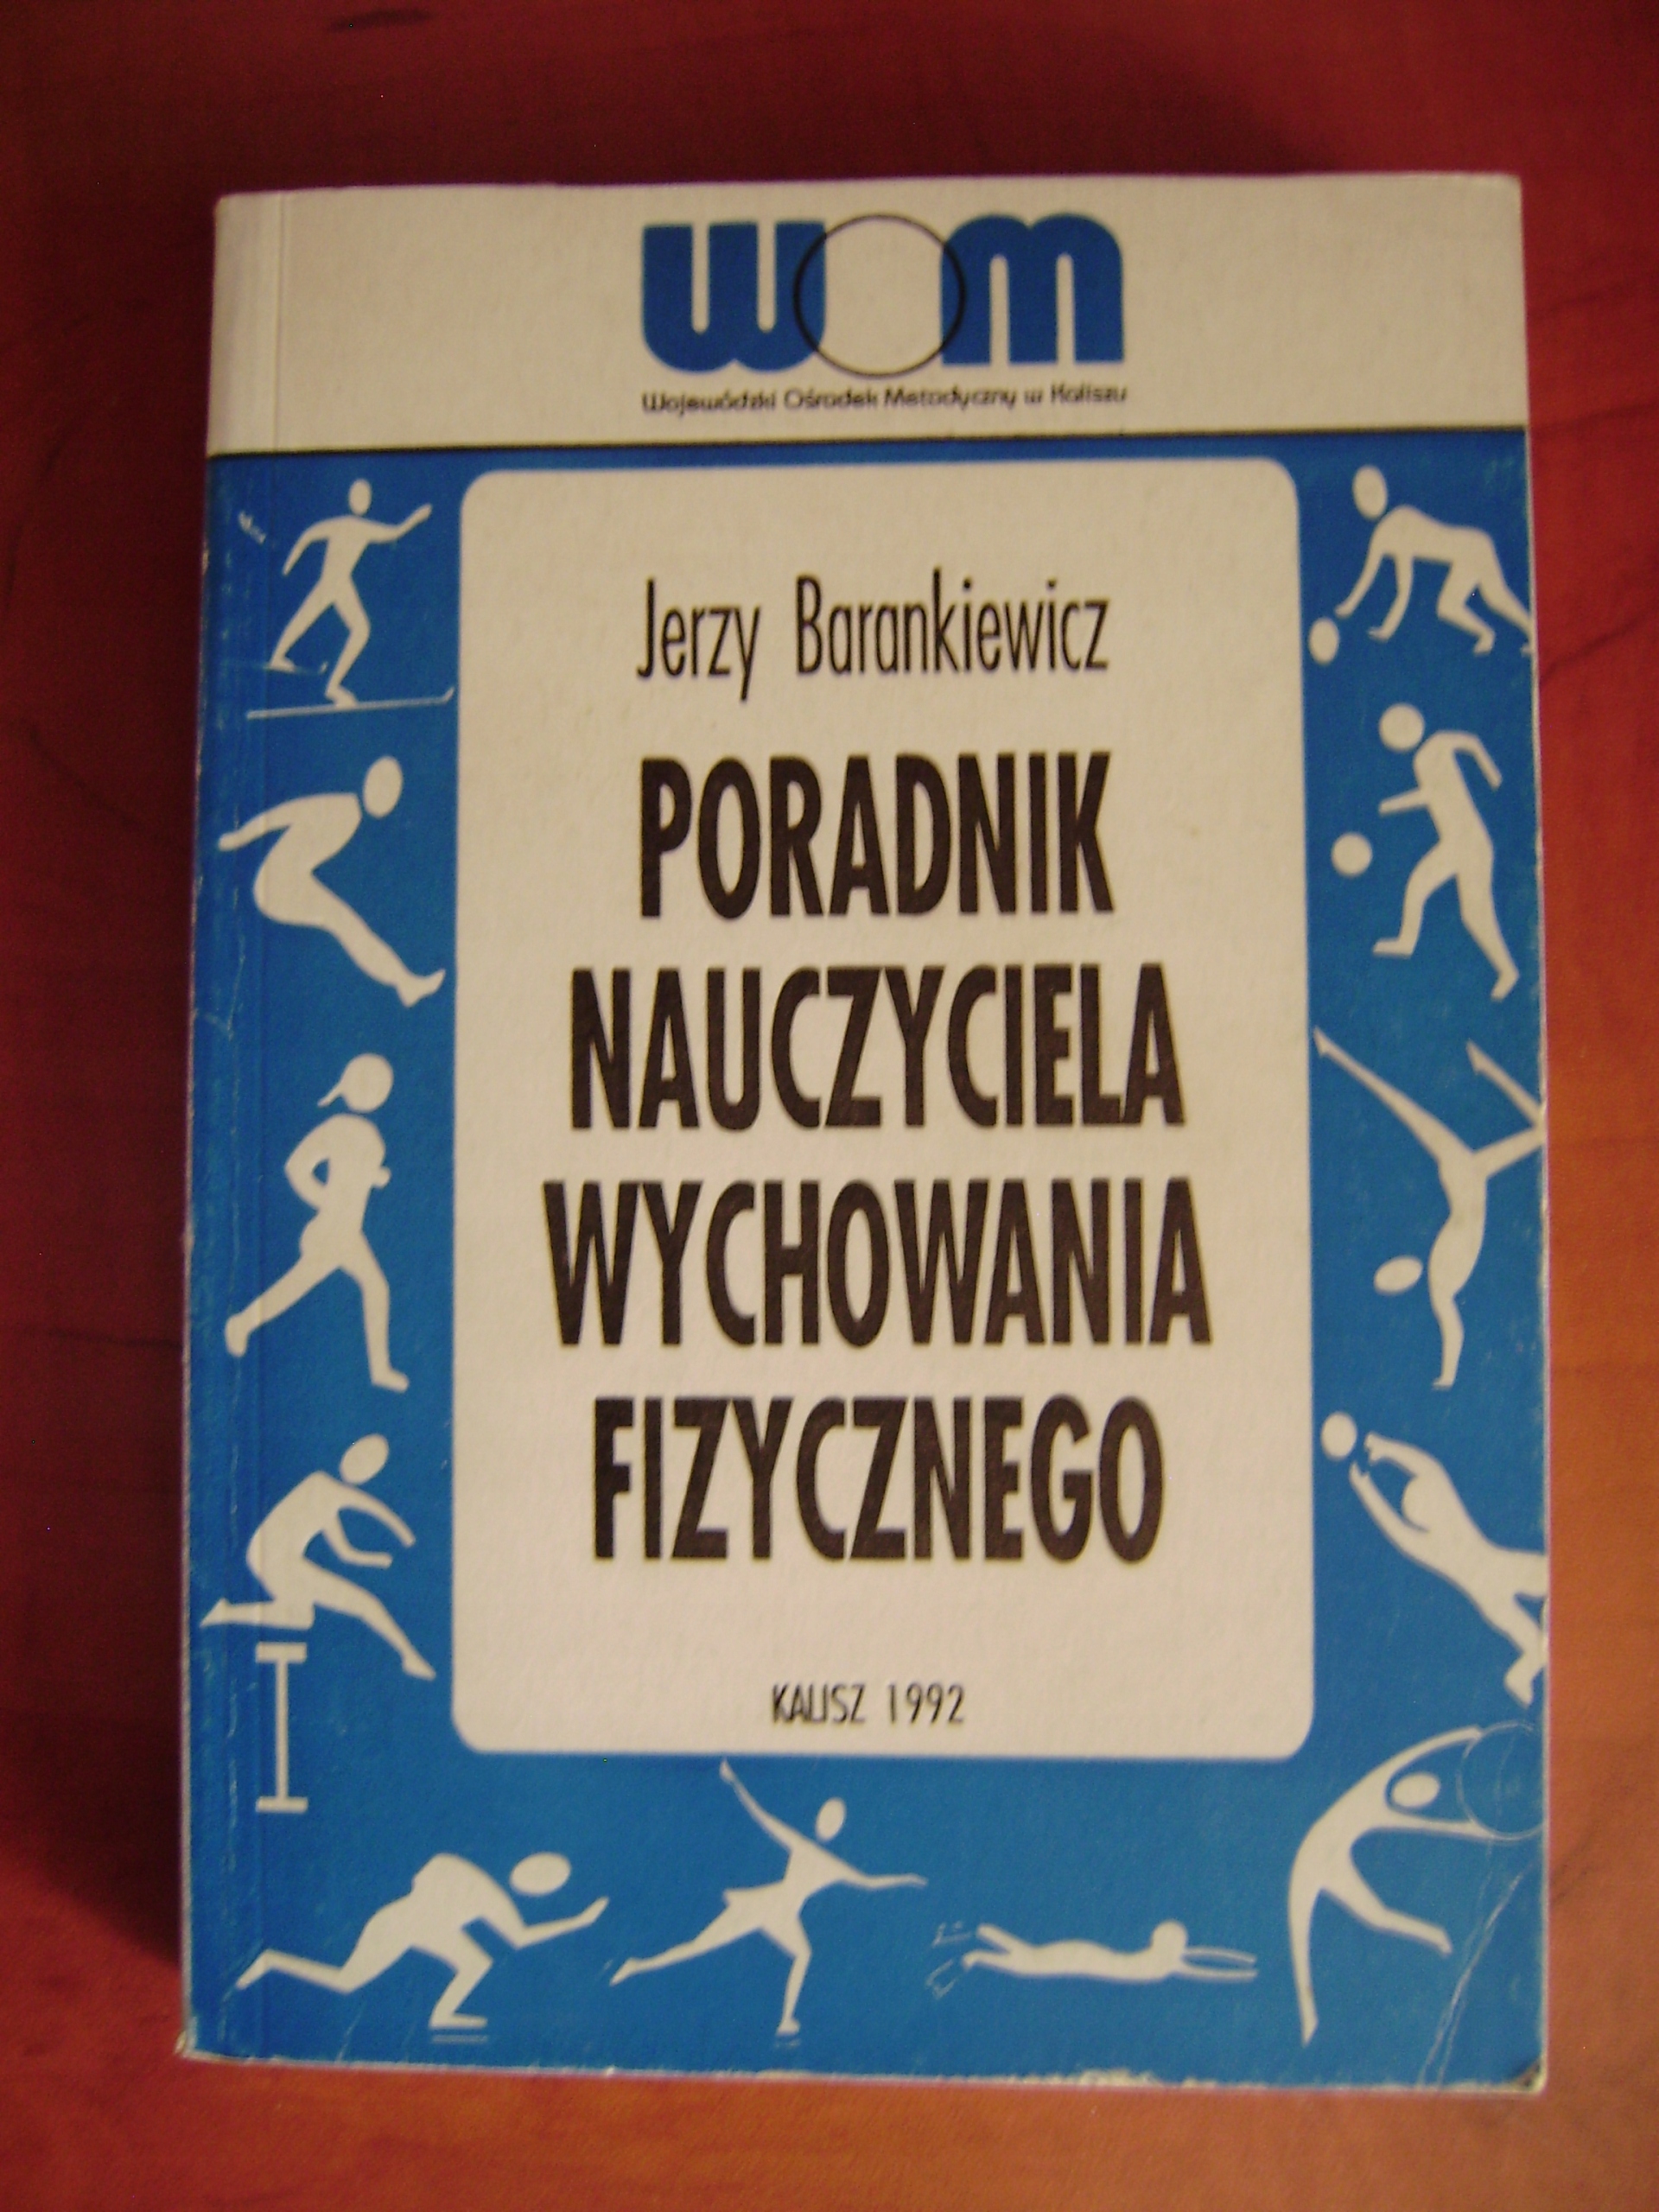 WOM
Wojewódzki Ośrodek Metodyczny w Kaliszu
Jerzy Barankiewicz
PORADNIK
NAUCZYCIELA
WYCHOWANIA
FIZYCZNEGO
KALISZ 1992